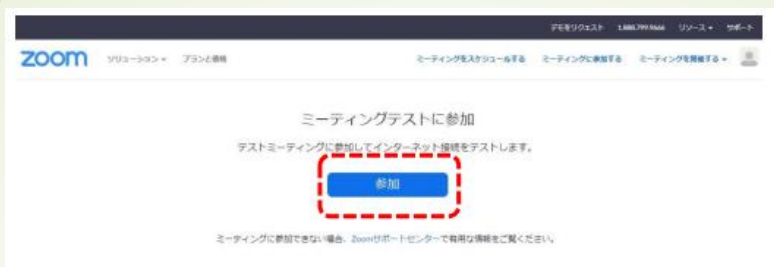 デモをリクエスト 1.888.799.9666 リソース サポート
zoom ソリューション プランと価格 ミーティングをスケジュールする ミーティングに参加する ミーティングを開催する
ミーティングテストに参加
テストミーティングに参加してインターネット接続をテストします。
参加
ミーティングに参加できない場合、Zoomサポートセンターで有用な情報をご覧ください。